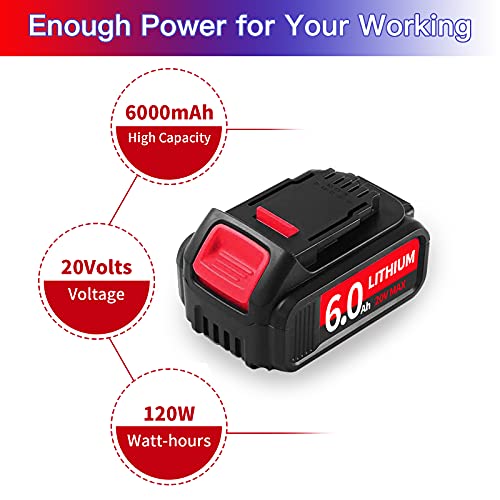 Enough Power for Your Working
6000mAh
High Capacity
20Volts
Voltage
120W
Watt-hours
LITHIUM
6.0Ah
20V MAX